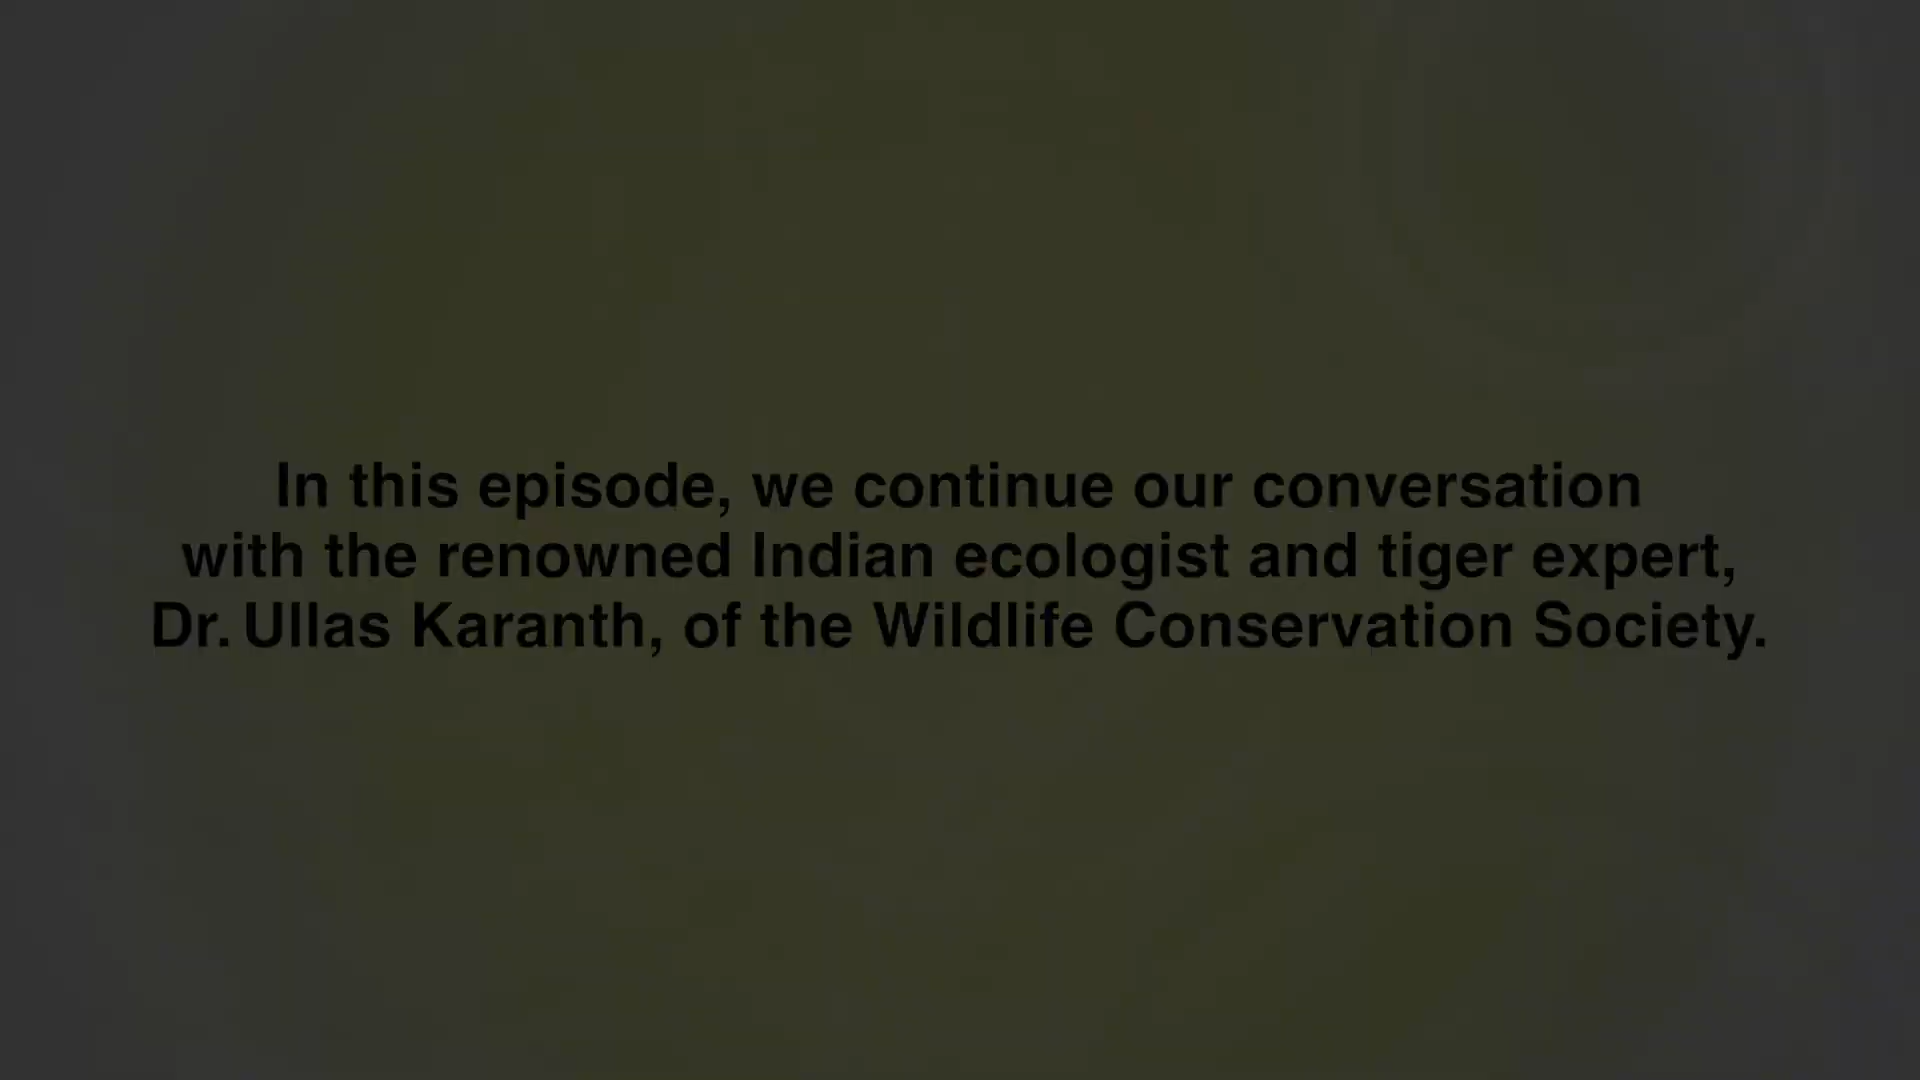 In this episode, we continue our conversation
with the renowned Indian ecologist and tiger expert,
Dr. Ullas Karanth, of the Wildlife Conservation Society.